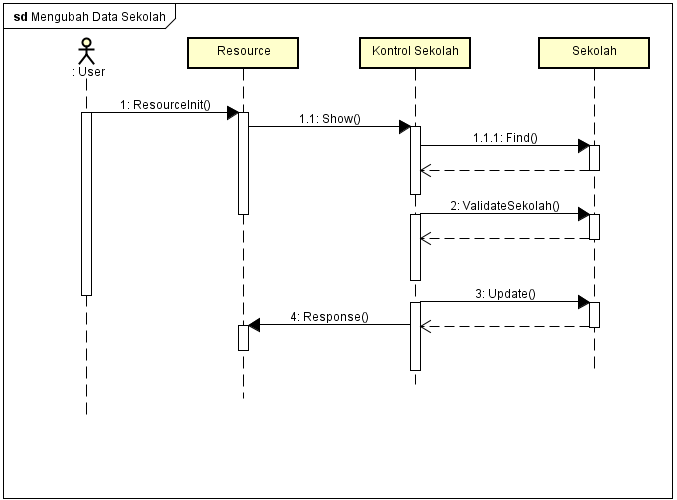 sd Mengubah Data Sekolah
: User
Resource
Kontrol Sekolah
Sekolah
1: ResourceInit()
1.1: Show()
1.1.1: Find()
2: ValidateSekolah()
3: Update()
4: Response()